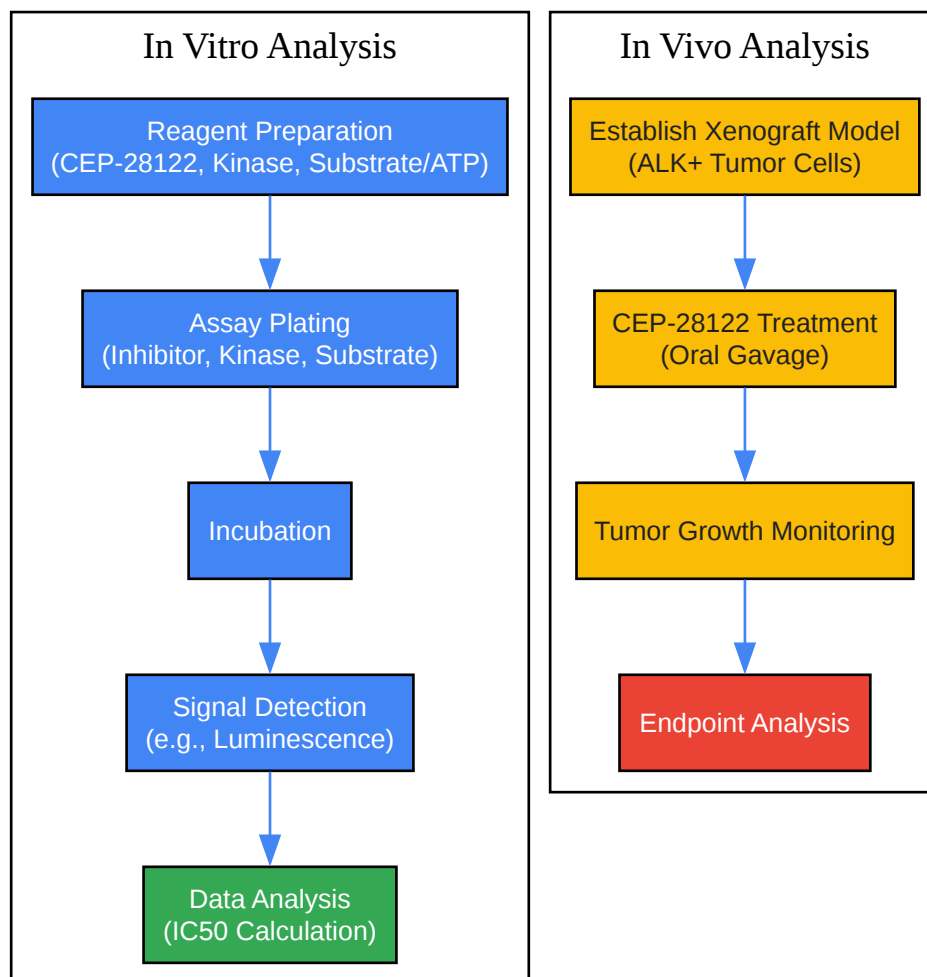 In Vitro Analysis
Reagent Preparation
(CEP-28122, Kinase, Substrate/ATP)
Assay Plating
(Inhibitor, Kinase, Substrate)
Incubation
Signal Detection
(e.g., Luminescence)
Data Analysis
(IC50 Calculation)
In Vivo Analysis
Establish Xenograft Model
(ALK+ Tumor Cells)
CEP-28122 Treatment
(Oral Gavage)
Tumor Growth Monitoring
Endpoint Analysis